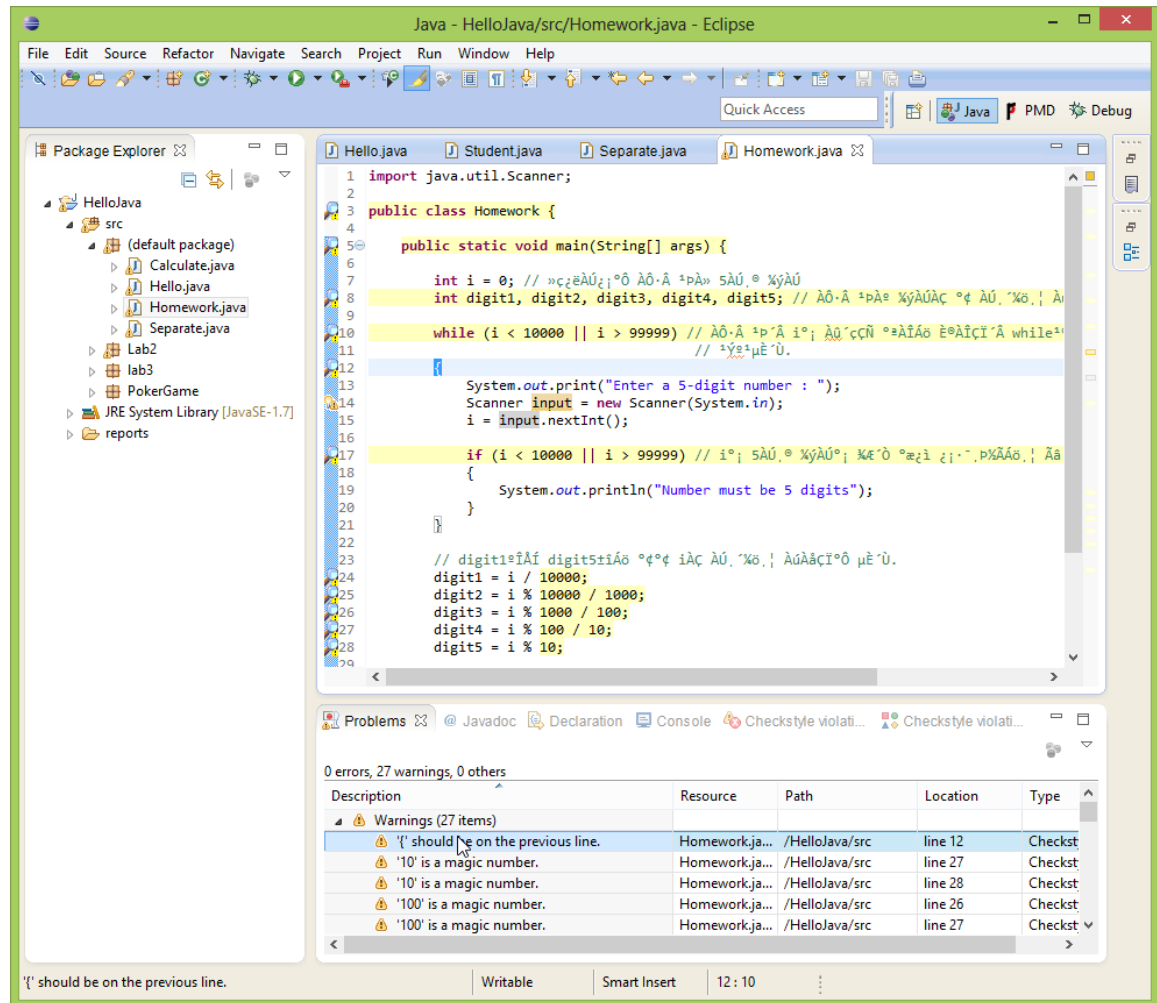 Java - HelloJava/src/Homework.java - Eclipse
File Edit Source Refactor Navigate Search Project Run Window Help
Quick Access
Java
PMD
Debug
Package Explorer
HelloJava
src
(default package)
Calculate.java
Hello.java
Homework.java
Separate.java
Lab2
lab3
PokerGame
JRE System Library [JavaSE-1.7]
reports
Hello.java Student.java Separate.java Homework.java
1 import java.util.Scanner;
2
3 public class Homework {
4
5 public static void main(String[] args) {
6
7 int i = 0; //
8 int digit1, digit2, digit3, digit4, digit5; //
9
10 while (i < 10000 || i > 99999) //
11 //
12 {
13 System.out.print("Enter a 5-digit number : ");
14 Scanner input = new Scanner(System.in);
15 i = input.nextInt();
16
17 if (i < 10000 || i > 99999) //
18 {
19 System.out.println("Number must be 5 digits");
20 }
21 }
22
23 //
24 digit1 = i / 10000;
25 digit2 = i % 10000 / 1000;
26 digit3 = i % 1000 / 100;
27 digit4 = i % 100 / 10;
28 digit5 = i % 10;
29
Problems @ Javadoc Declaration Console Checkstyle violati... Checkstyle violati...
0 errors, 27 warnings, 0 others
Description Resource Path Location Type
Warnings (27 items)
'{' should be on the previous line. Homework.ja... /HelloJava/src line 12 Checkst
'10' is a magic number. Homework.ja... /HelloJava/src line 27 Checkst
'10' is a magic number. Homework.ja... /HelloJava/src line 28 Checkst
'100' is a magic number. Homework.ja... /HelloJava/src line 26 Checkst
'100' is a magic number. Homework.ja... /HelloJava/src line 27 Checkst
'{' should be on the previous line. Writable Smart Insert 12 : 10